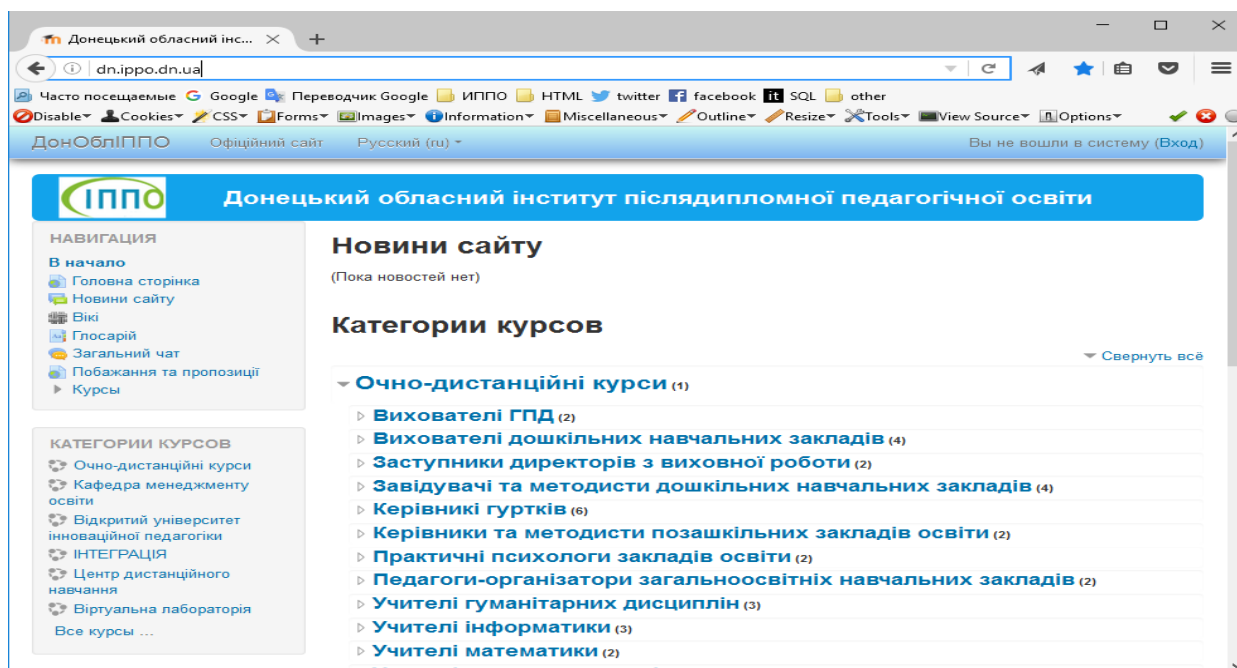 Донецький обласний інс...
dn.ippo.dn.ua
Часто посещаемые Google Переводчик Google ИППО HTML twitter facebook it SQL other
Disable Cookies CSS Forms Images Information Miscellaneous Outline Resize Tools View Source Options
ДонОблІППО Офіційний сайт Русский (ru) Вы не вошли в систему (Вход)
ІППО Донецький обласний інститут післядипломної педагогічної освіти
НАВИГАЦИЯ
В начало
Головна сторінка
Новини сайту
Вікі
Глосарій
Загальний чат
Побажання та пропозиції
Курсы
КАТЕГОРИИ КУРСОВ
Очно-дистанційні курси
Кафедра менеджменту
освіти
Відкритий університет
інноваційної педагогіки
ІНТЕГРАЦІЯ
Центр дистанційного
навчання
Віртуальна лабораторія
Все курсы ...
Новини сайту
(Пока новостей нет)
Категории курсов
Свернуть всё
Очно-дистанційні курси (1)
Вихователі ГПД (2)
Вихователі дошкільних навчальних закладів (4)
Заступники директорів з виховної роботи (2)
Завідувачі та методисти дошкільних навчальних закладів (4)
Керівникі гуртків (6)
Керівники та методисти позашкільних закладів освіти (2)
Практичні психологи закладів освіти (2)
Педагоги-організатори загальноосвітніх навчальних закладів (2)
Учителі гуманітарних дисциплін (3)
Учителі інформатики (3)
Учителі математики (2)